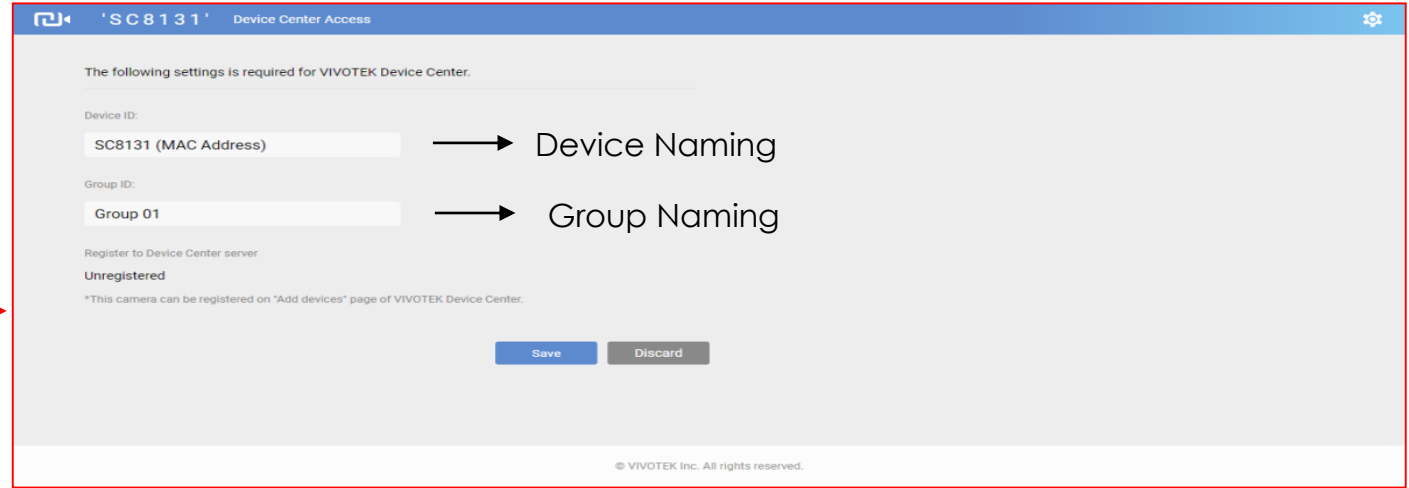 'SC8131' Device Center Access
The following settings is required for VIVOTEK Device Center.
Device ID:
SC8131 (MAC Address)
Device Naming
Group ID:
Group 01
Group Naming
Register to Device Center server
Unregistered
*This camera can be registered on "Add devices" page of VIVOTEK Device Center.
Save Discard
© VIVOTEK Inc. All rights reserved.